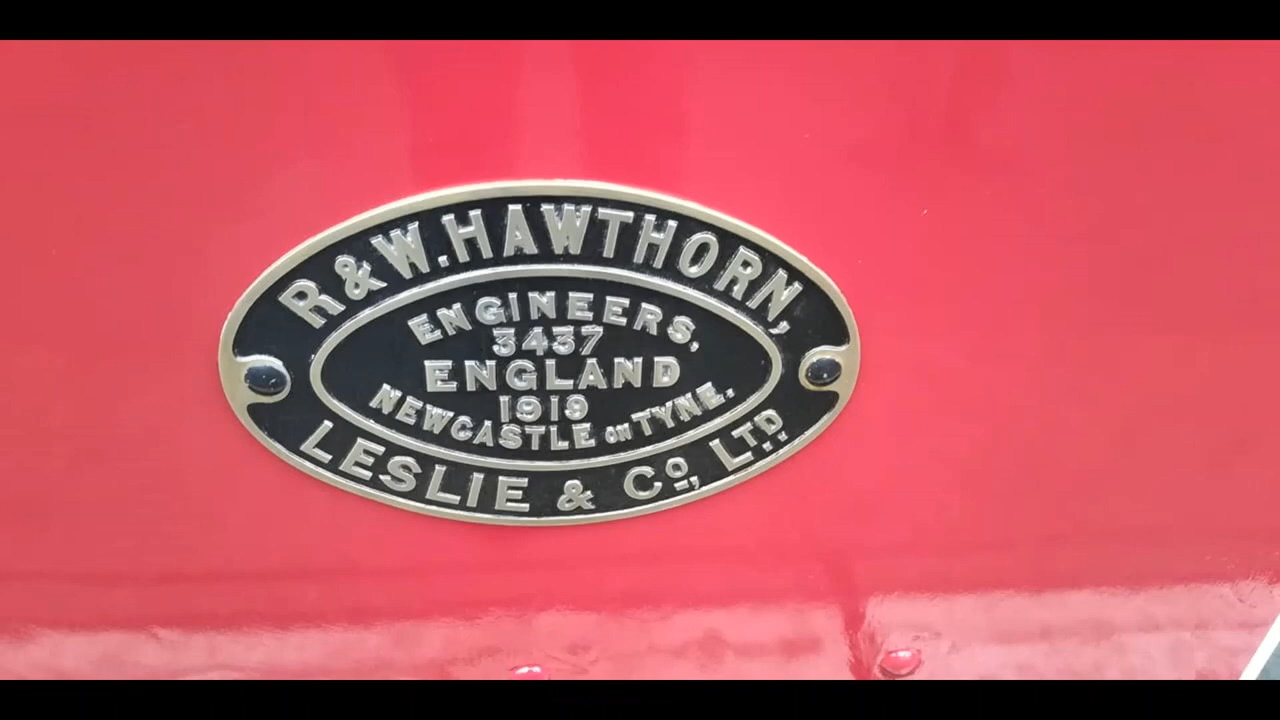 R & W. HAWTHORN,
ENGINEERS,
3437
ENGLAND
1919
NEWCASTLE ON TYNE.
LESLIE & Co, LTD